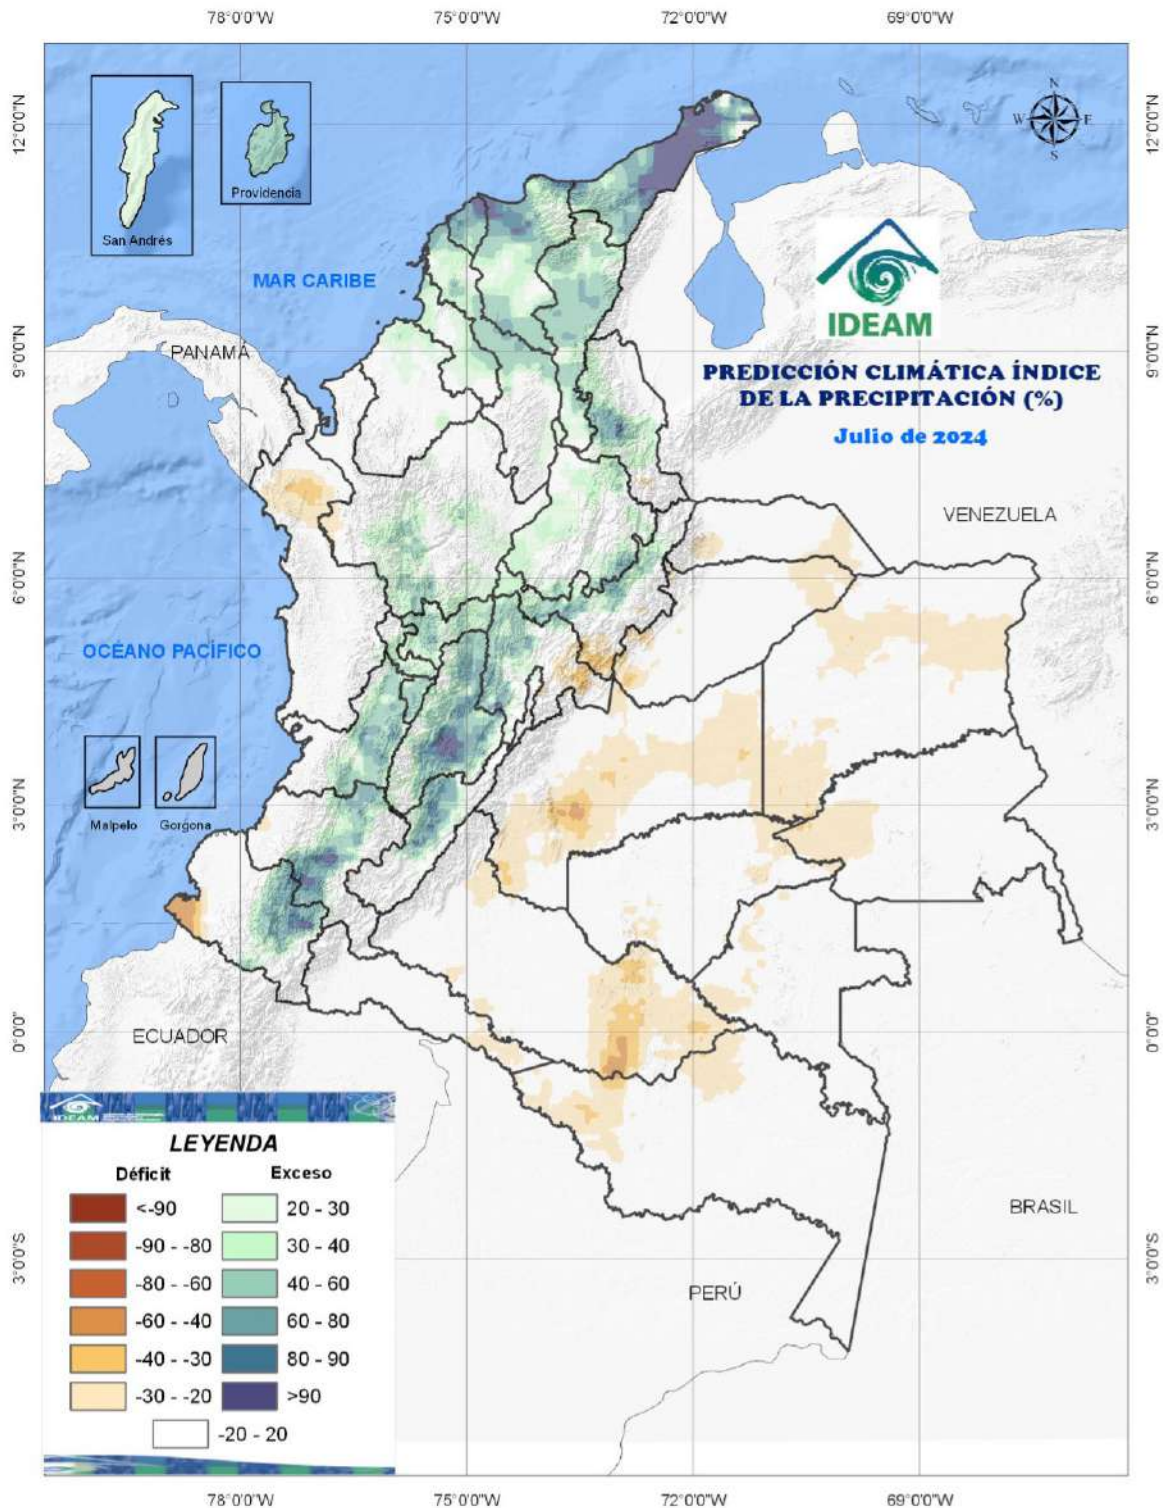 78°0'0"W
75°0'0"W
72°0'0"W
69°0'0"W
12°0'0"N
12°0'0"N
N
W
E
S
San Andrés
Providencia
MAR CARIBE
IDEAM
9°0'0"N
PANAMÁ
9°0'0"N
PREDICCIÓN CLIMÁTICA ÍNDICE
DE LA PRECIPITACIÓN (%)
Julio de 2024
VENEZUELA
6°0'0"N
6°0'0"N
OCÉANO PACÍFICO
Malpelo
Gorgona
3°0'0"N
3°0'0"N
0°0'0"
ECUADOR
0°0'0"
IDEAM
LEYENDA
Déficit
Exceso
<-90
20 - 30
-90 - -80
30 - 40
-80 - -60
40 - 60
-60 - -40
60 - 80
-40 - -30
80 - 90
-30 - -20
>90
-20 - 20
BRASIL
3°0'0"S
PERÚ
3°0'0"S
78°0'0"W
75°0'0"W
72°0'0"W
69°0'0"W